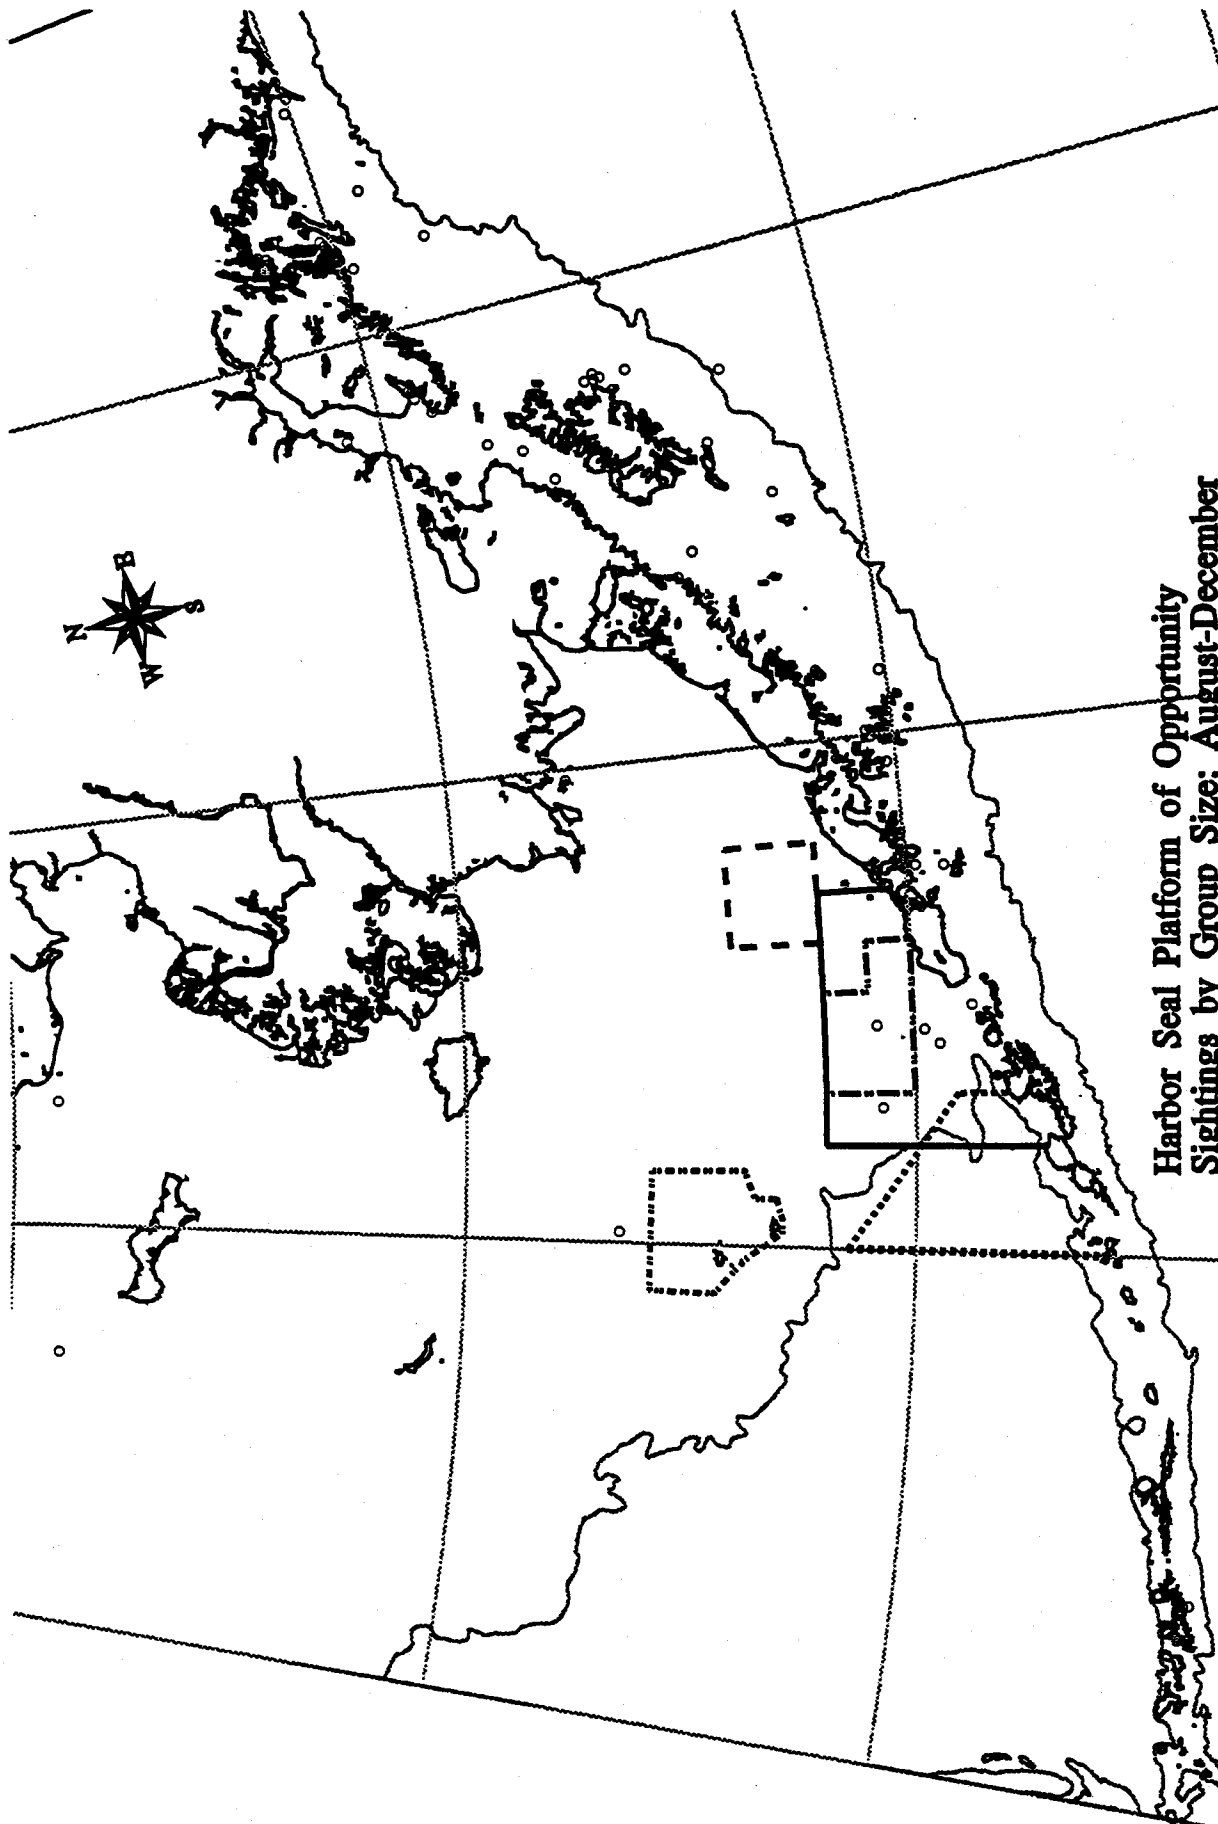 N
E
S
W
Harbor Seal Platform of Opportunity
Sightings by Group Size: August-December